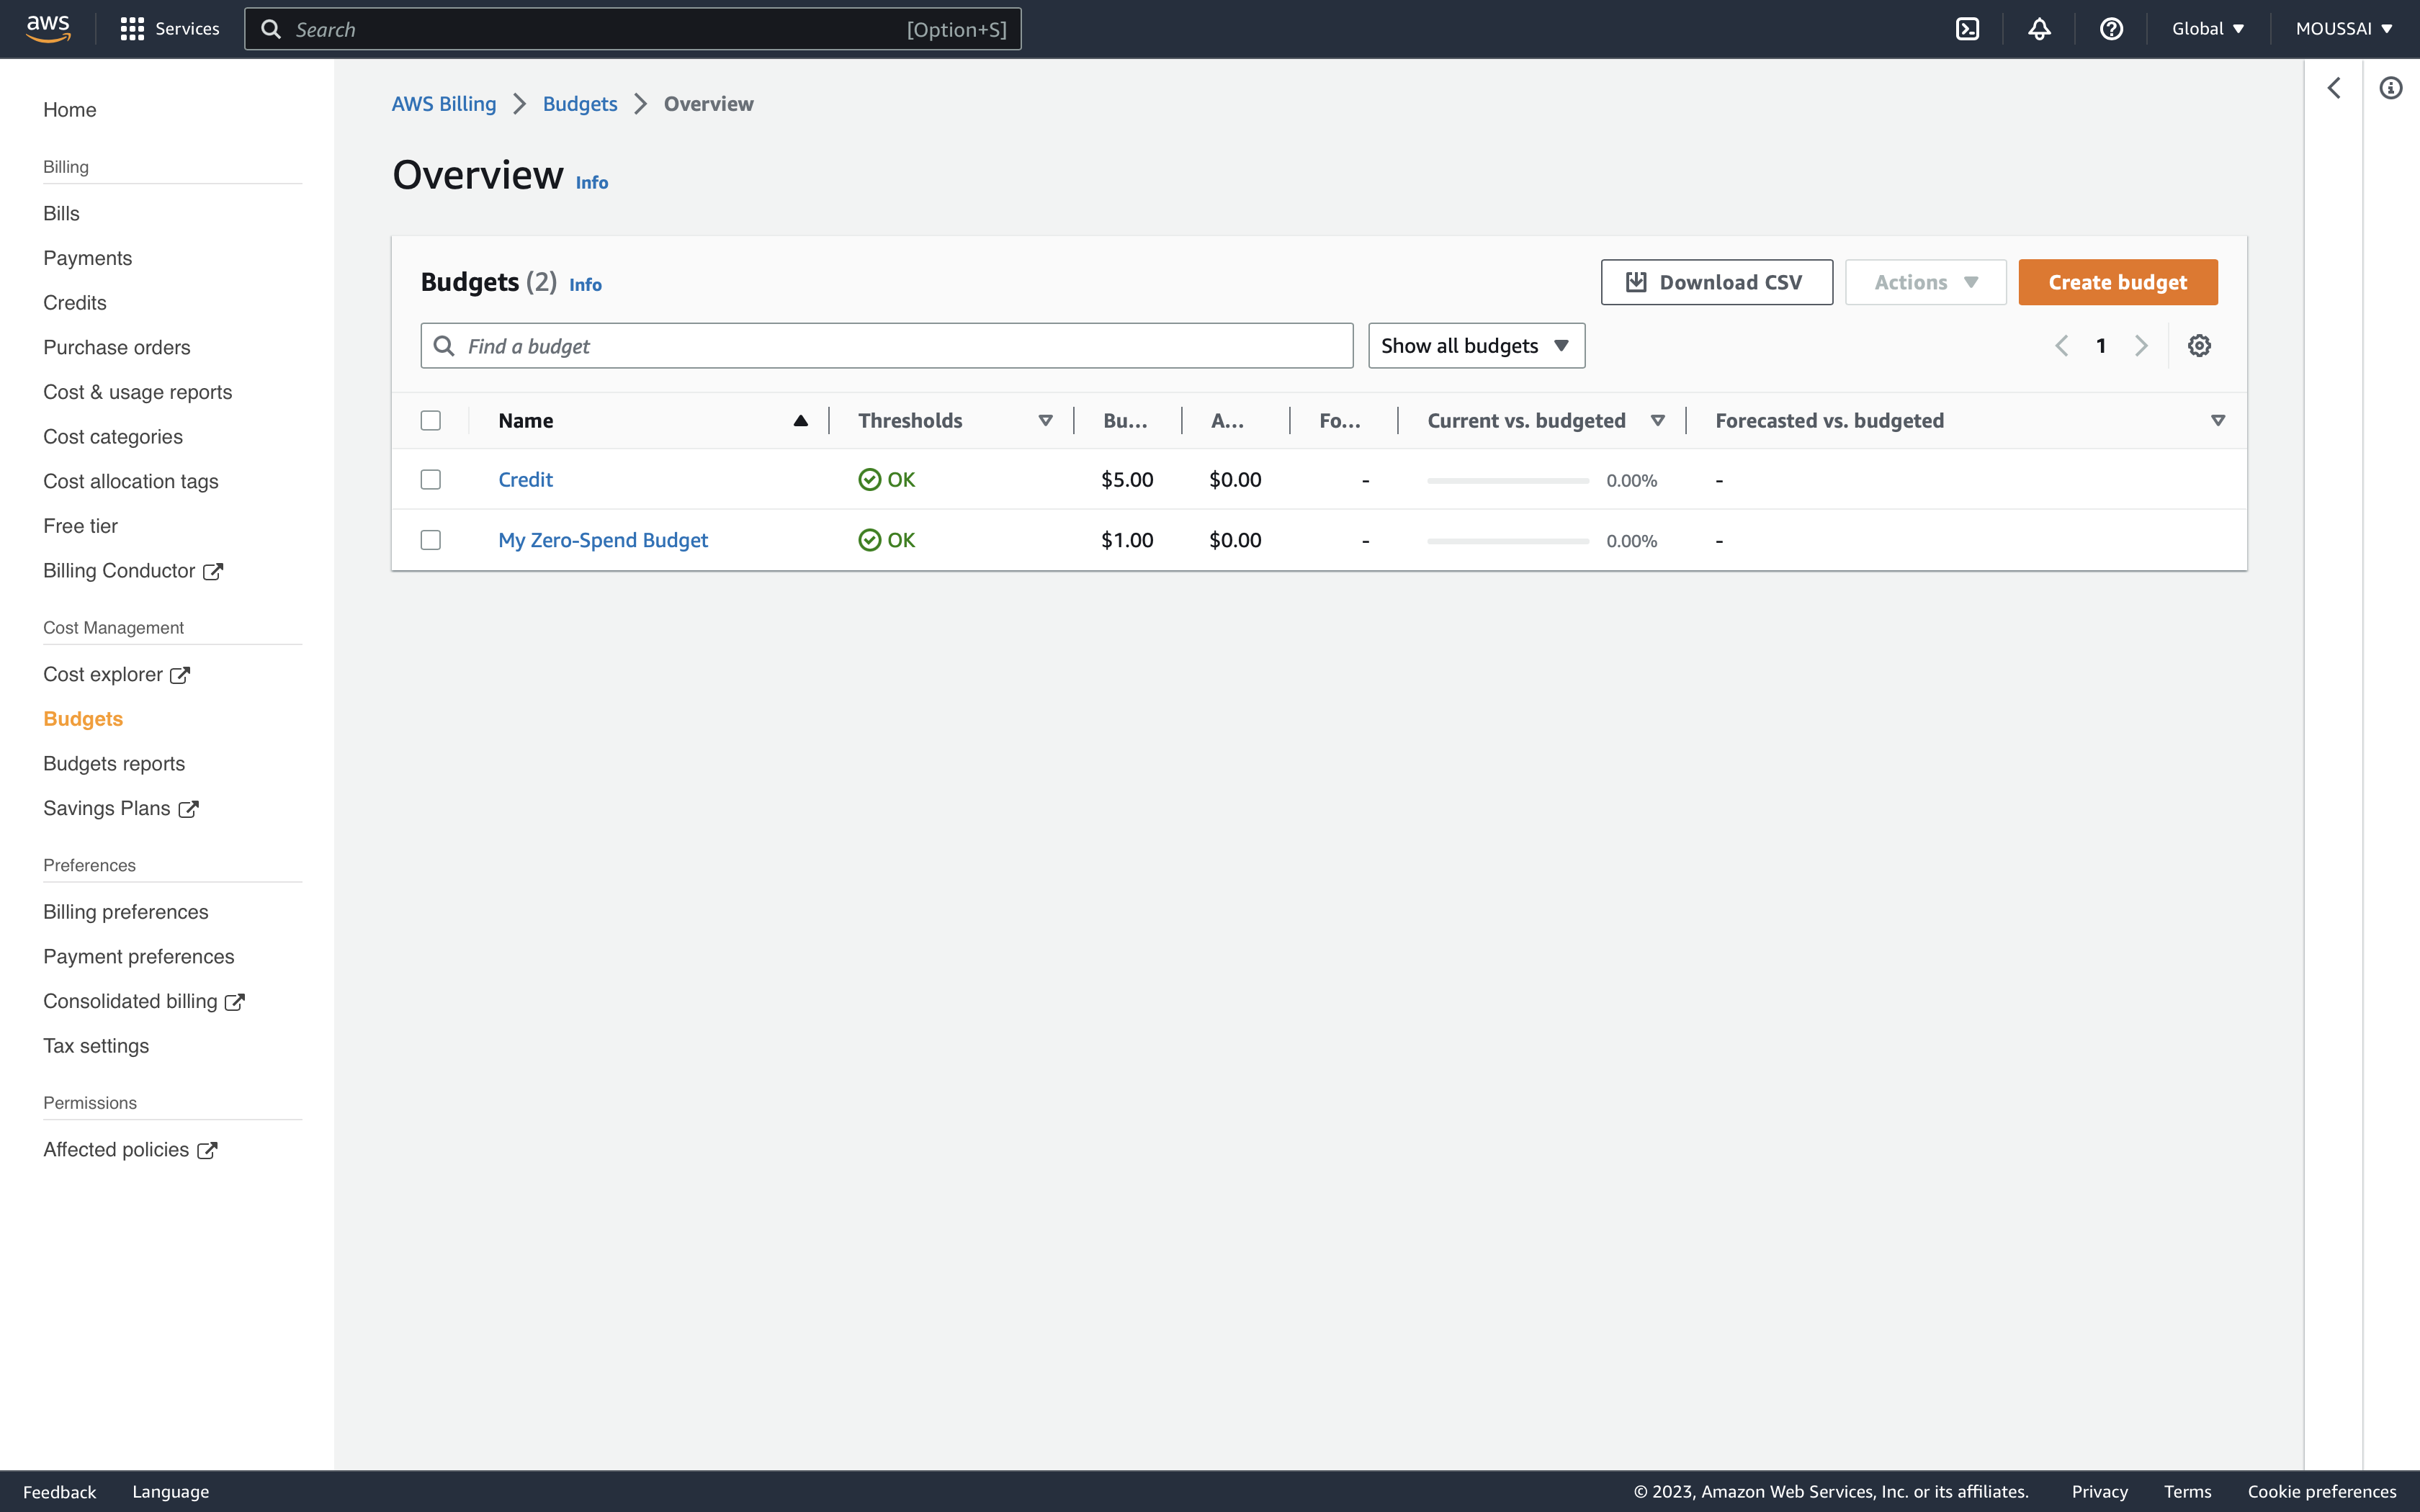 aws Services Search [Option+S] Global MOUSSAI
Home
Billing
Bills
Payments
Credits
Purchase orders
Cost & usage reports
Cost categories
Cost allocation tags
Free tier
Billing Conductor
Cost Management
Cost explorer
Budgets
Budgets reports
Savings Plans
Preferences
Billing preferences
Payment preferences
Consolidated billing
Tax settings
Permissions
Affected policies
AWS Billing Budgets Overview
Overview Info
Budgets (2) Info Download CSV Actions Create budget
Find a budget Show all budgets 1
Name Thresholds Bu... A... Fo... Current vs. budgeted Forecasted vs. budgeted
Credit OK $5.00 $0.00 - 0.00% -
My Zero-Spend Budget OK $1.00 $0.00 - 0.00% -
Feedback Language © 2023, Amazon Web Services, Inc. or its affiliates. Privacy Terms Cookie preferences